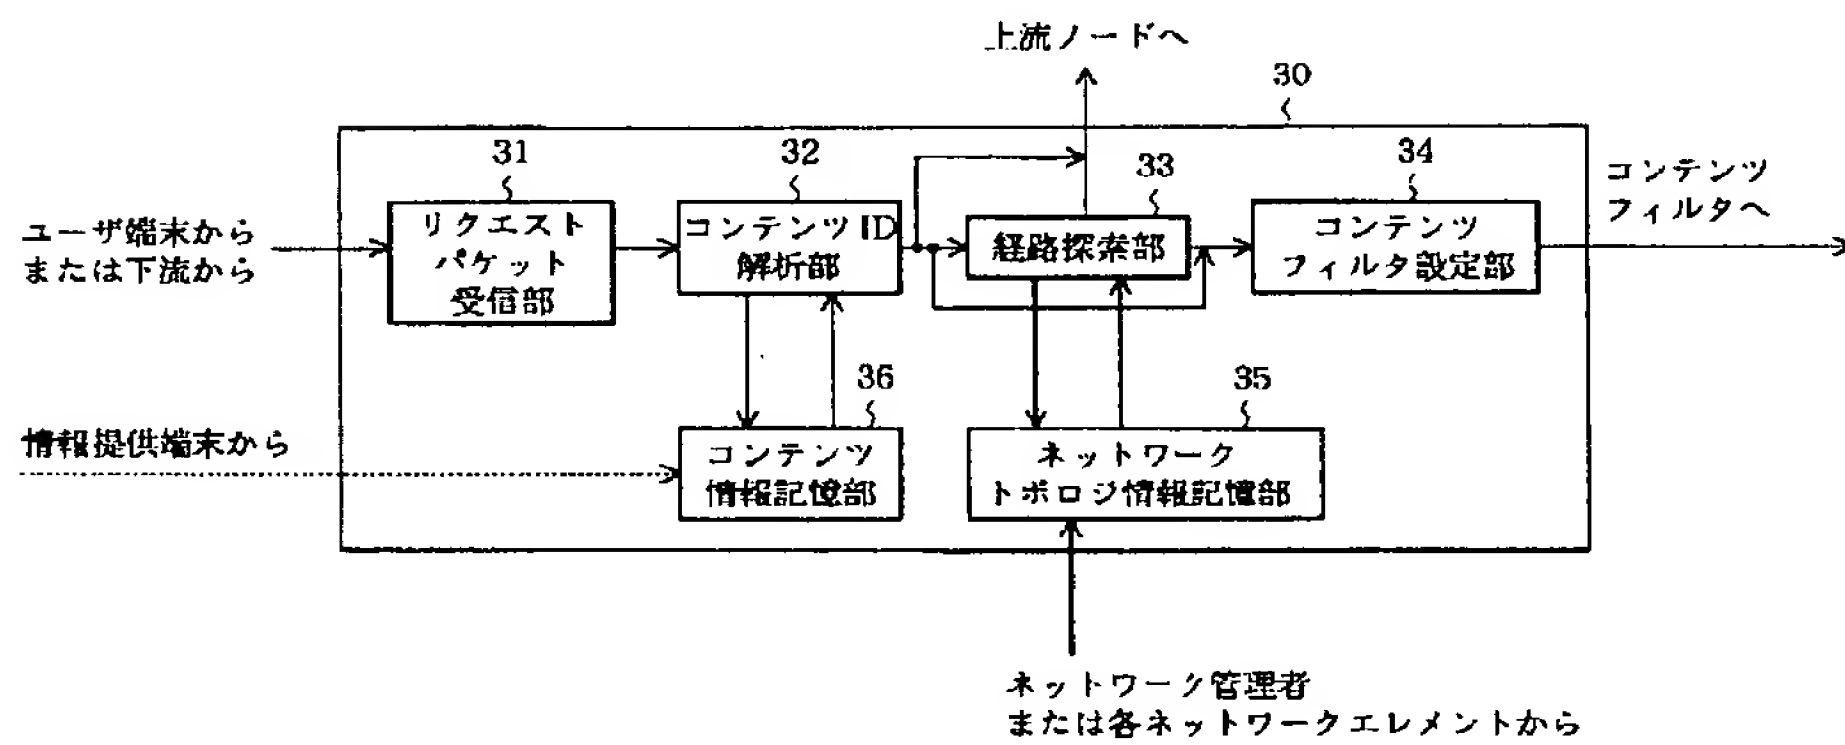 上流ノードへ
30
31
32
33
34
コンテンツ
フィルタへ
ユーザ端末から
または下流から
リクエスト
パケット
受信部
コンテンツID
解析部
経路探索部
コンテンツ
フィルタ設定部
36
35
情報提供端末から
コンテンツ
情報記憶部
ネットワーク
トポロジ情報記憶部
ネットワーク管理者
または各ネットワークエレメントから